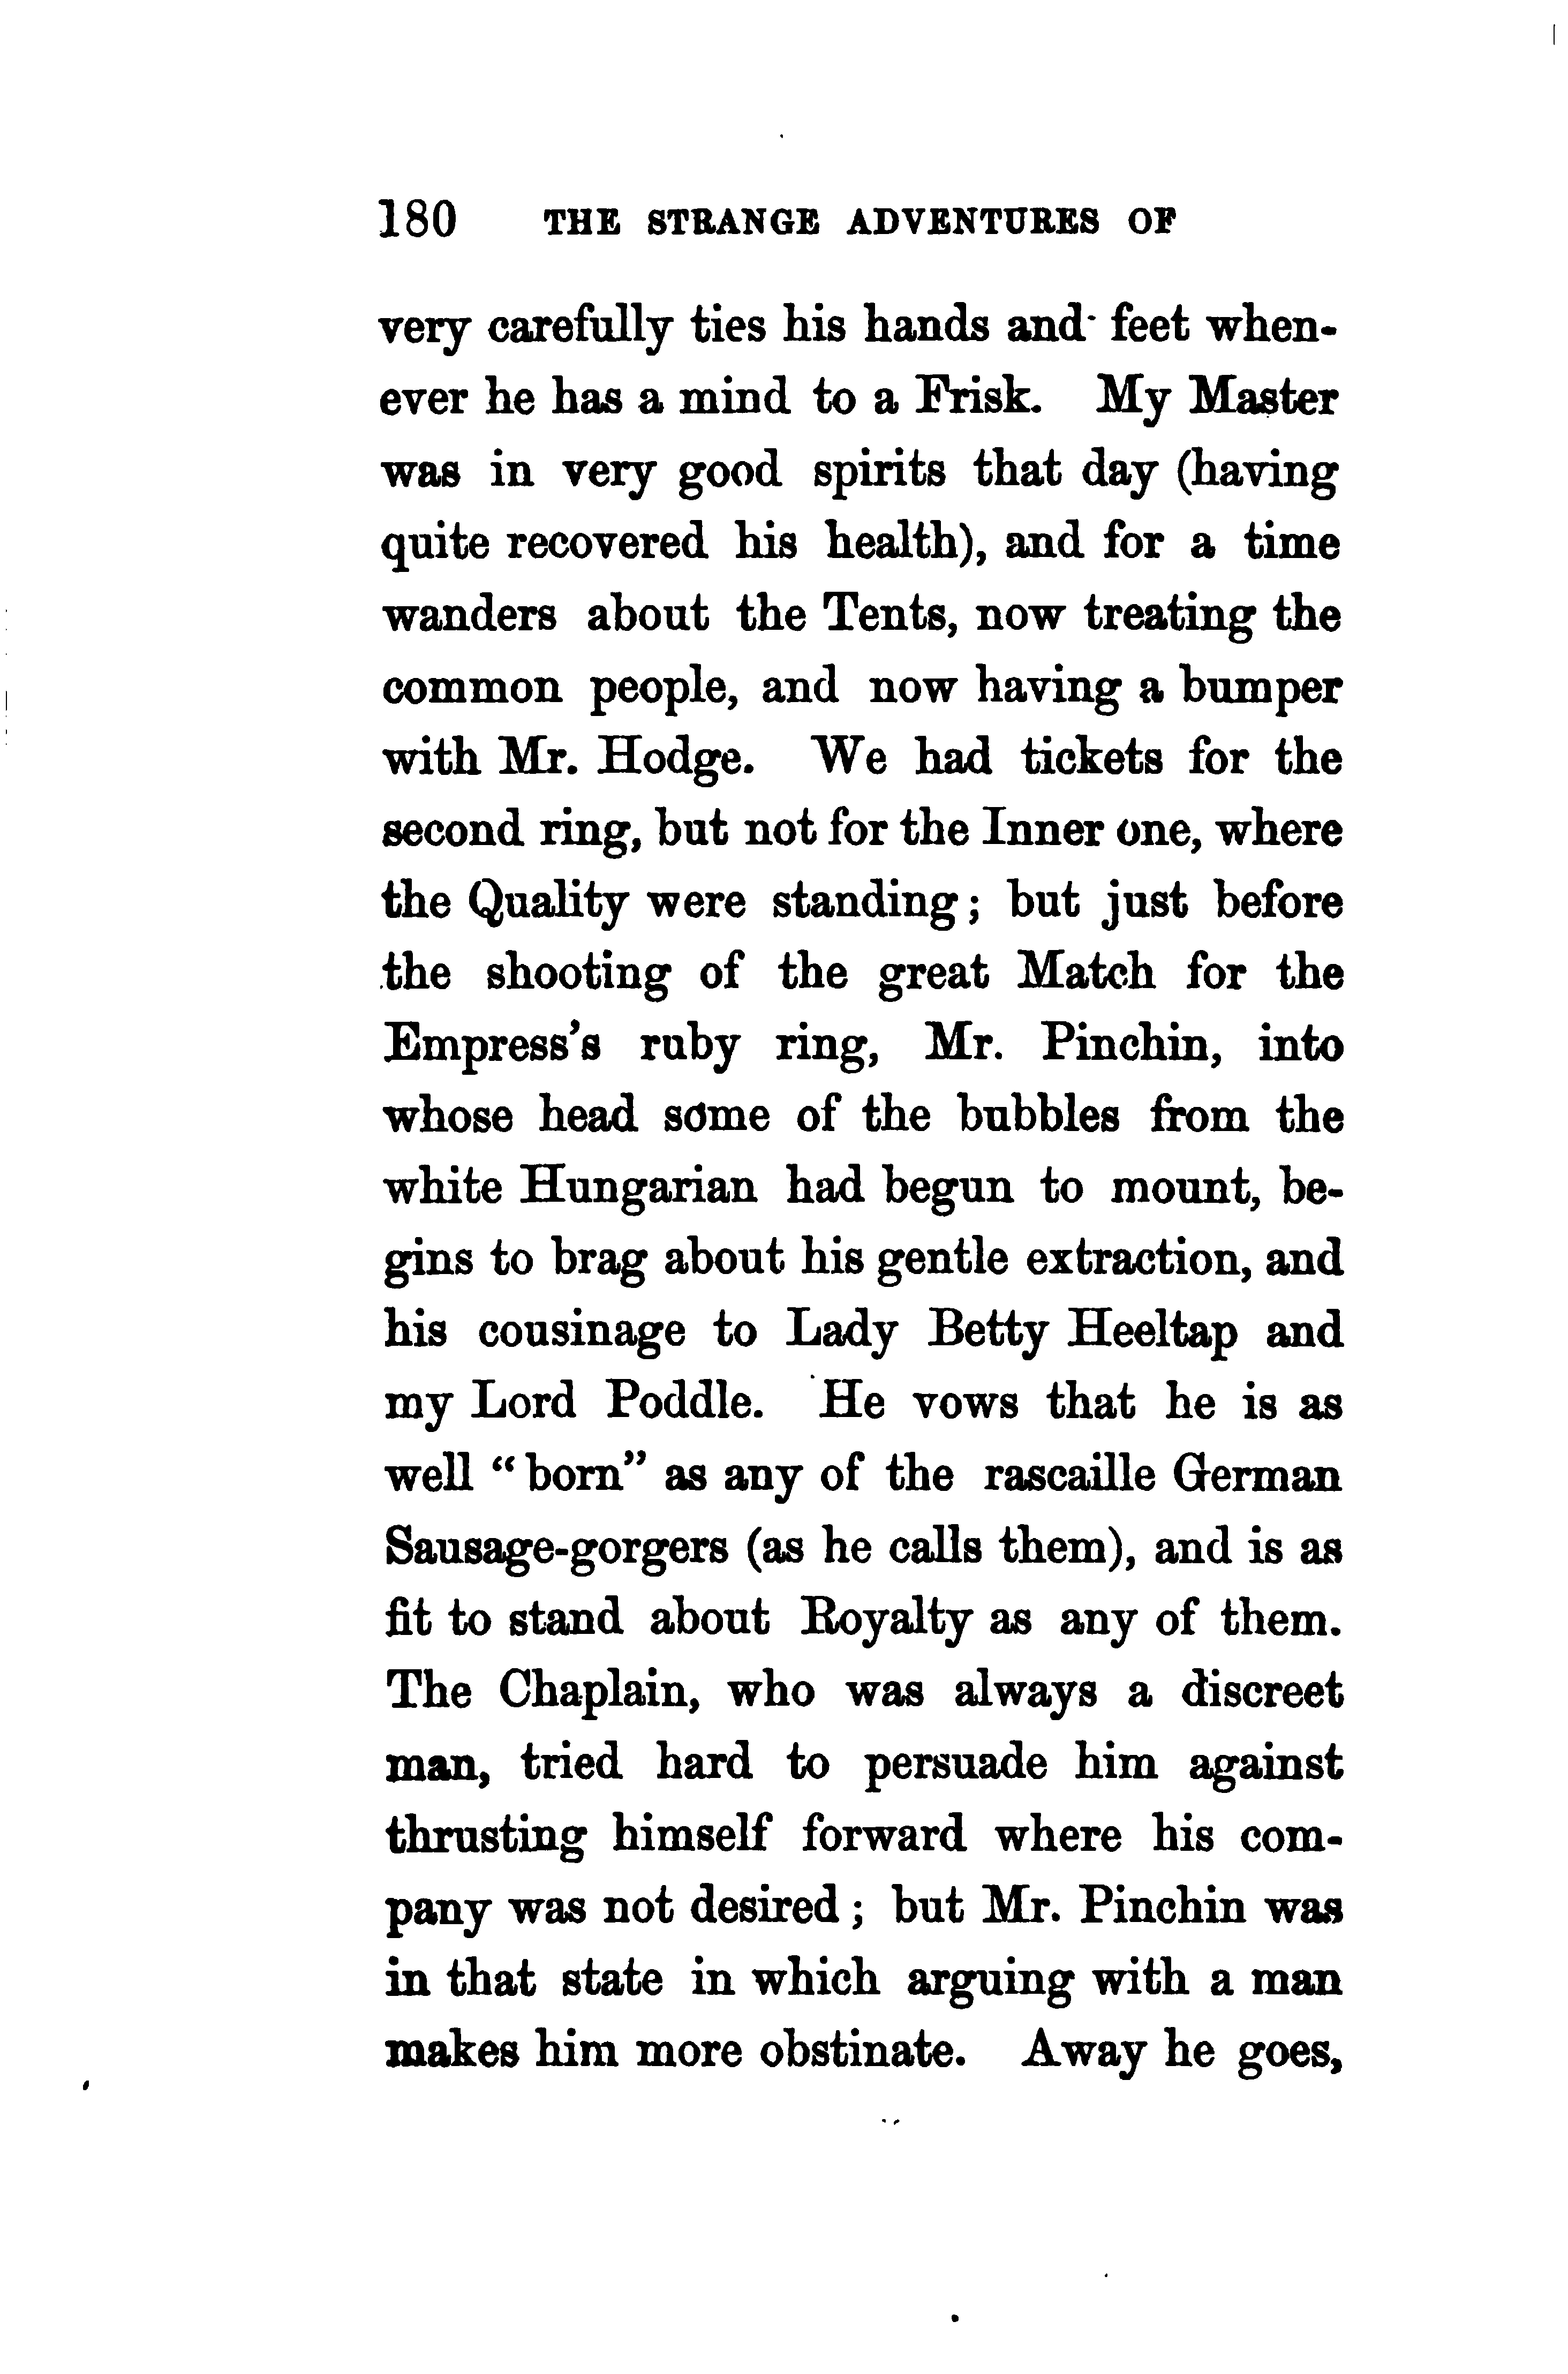 180 THE STRANGE ADVENTURES OF
very carefully ties his hands and feet when-
ever he has a mind to a Frisk. My Master
was in very good spirits that day (having
quite recovered his health), and for a time
wanders about the Tents, now treating the
common people, and now having a bumper
with Mr. Hodge. We had tickets for the
second ring, but not for the Inner one, where
the Quality were standing; but just before
the shooting of the great Match for the
Empress's ruby ring, Mr. Pinchin, into
whose head some of the bubbles from the
white Hungarian had begun to mount, be-
gins to brag about his gentle extraction, and
his cousinage to Lady Betty Heeltap and
my Lord Poddle. He vows that he is as
well "born" as any of the rascaille German
Sausage-gorgers (as he calls them), and is as
fit to stand about Royalty as any of them.
The Chaplain, who was always a discreet
man, tried hard to persuade him against
thrusting himself forward where his com-
pany was not desired; but Mr. Pinchin was
in that state in which arguing with a man
makes him more obstinate. Away he goes,